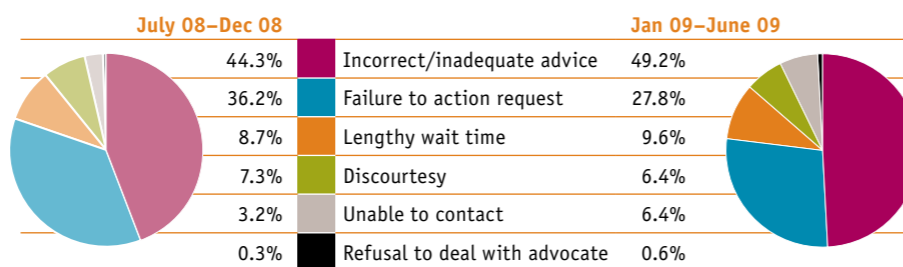 July 08–Dec 08 Jan 09–June 09
44.3% Incorrect/inadequate advice 49.2%
36.2% Failure to action request 27.8%
8.7% Lengthy wait time 9.6%
7.3% Discourtesy 6.4%
3.2% Unable to contact 6.4%
0.3% Refusal to deal with advocate 0.6%